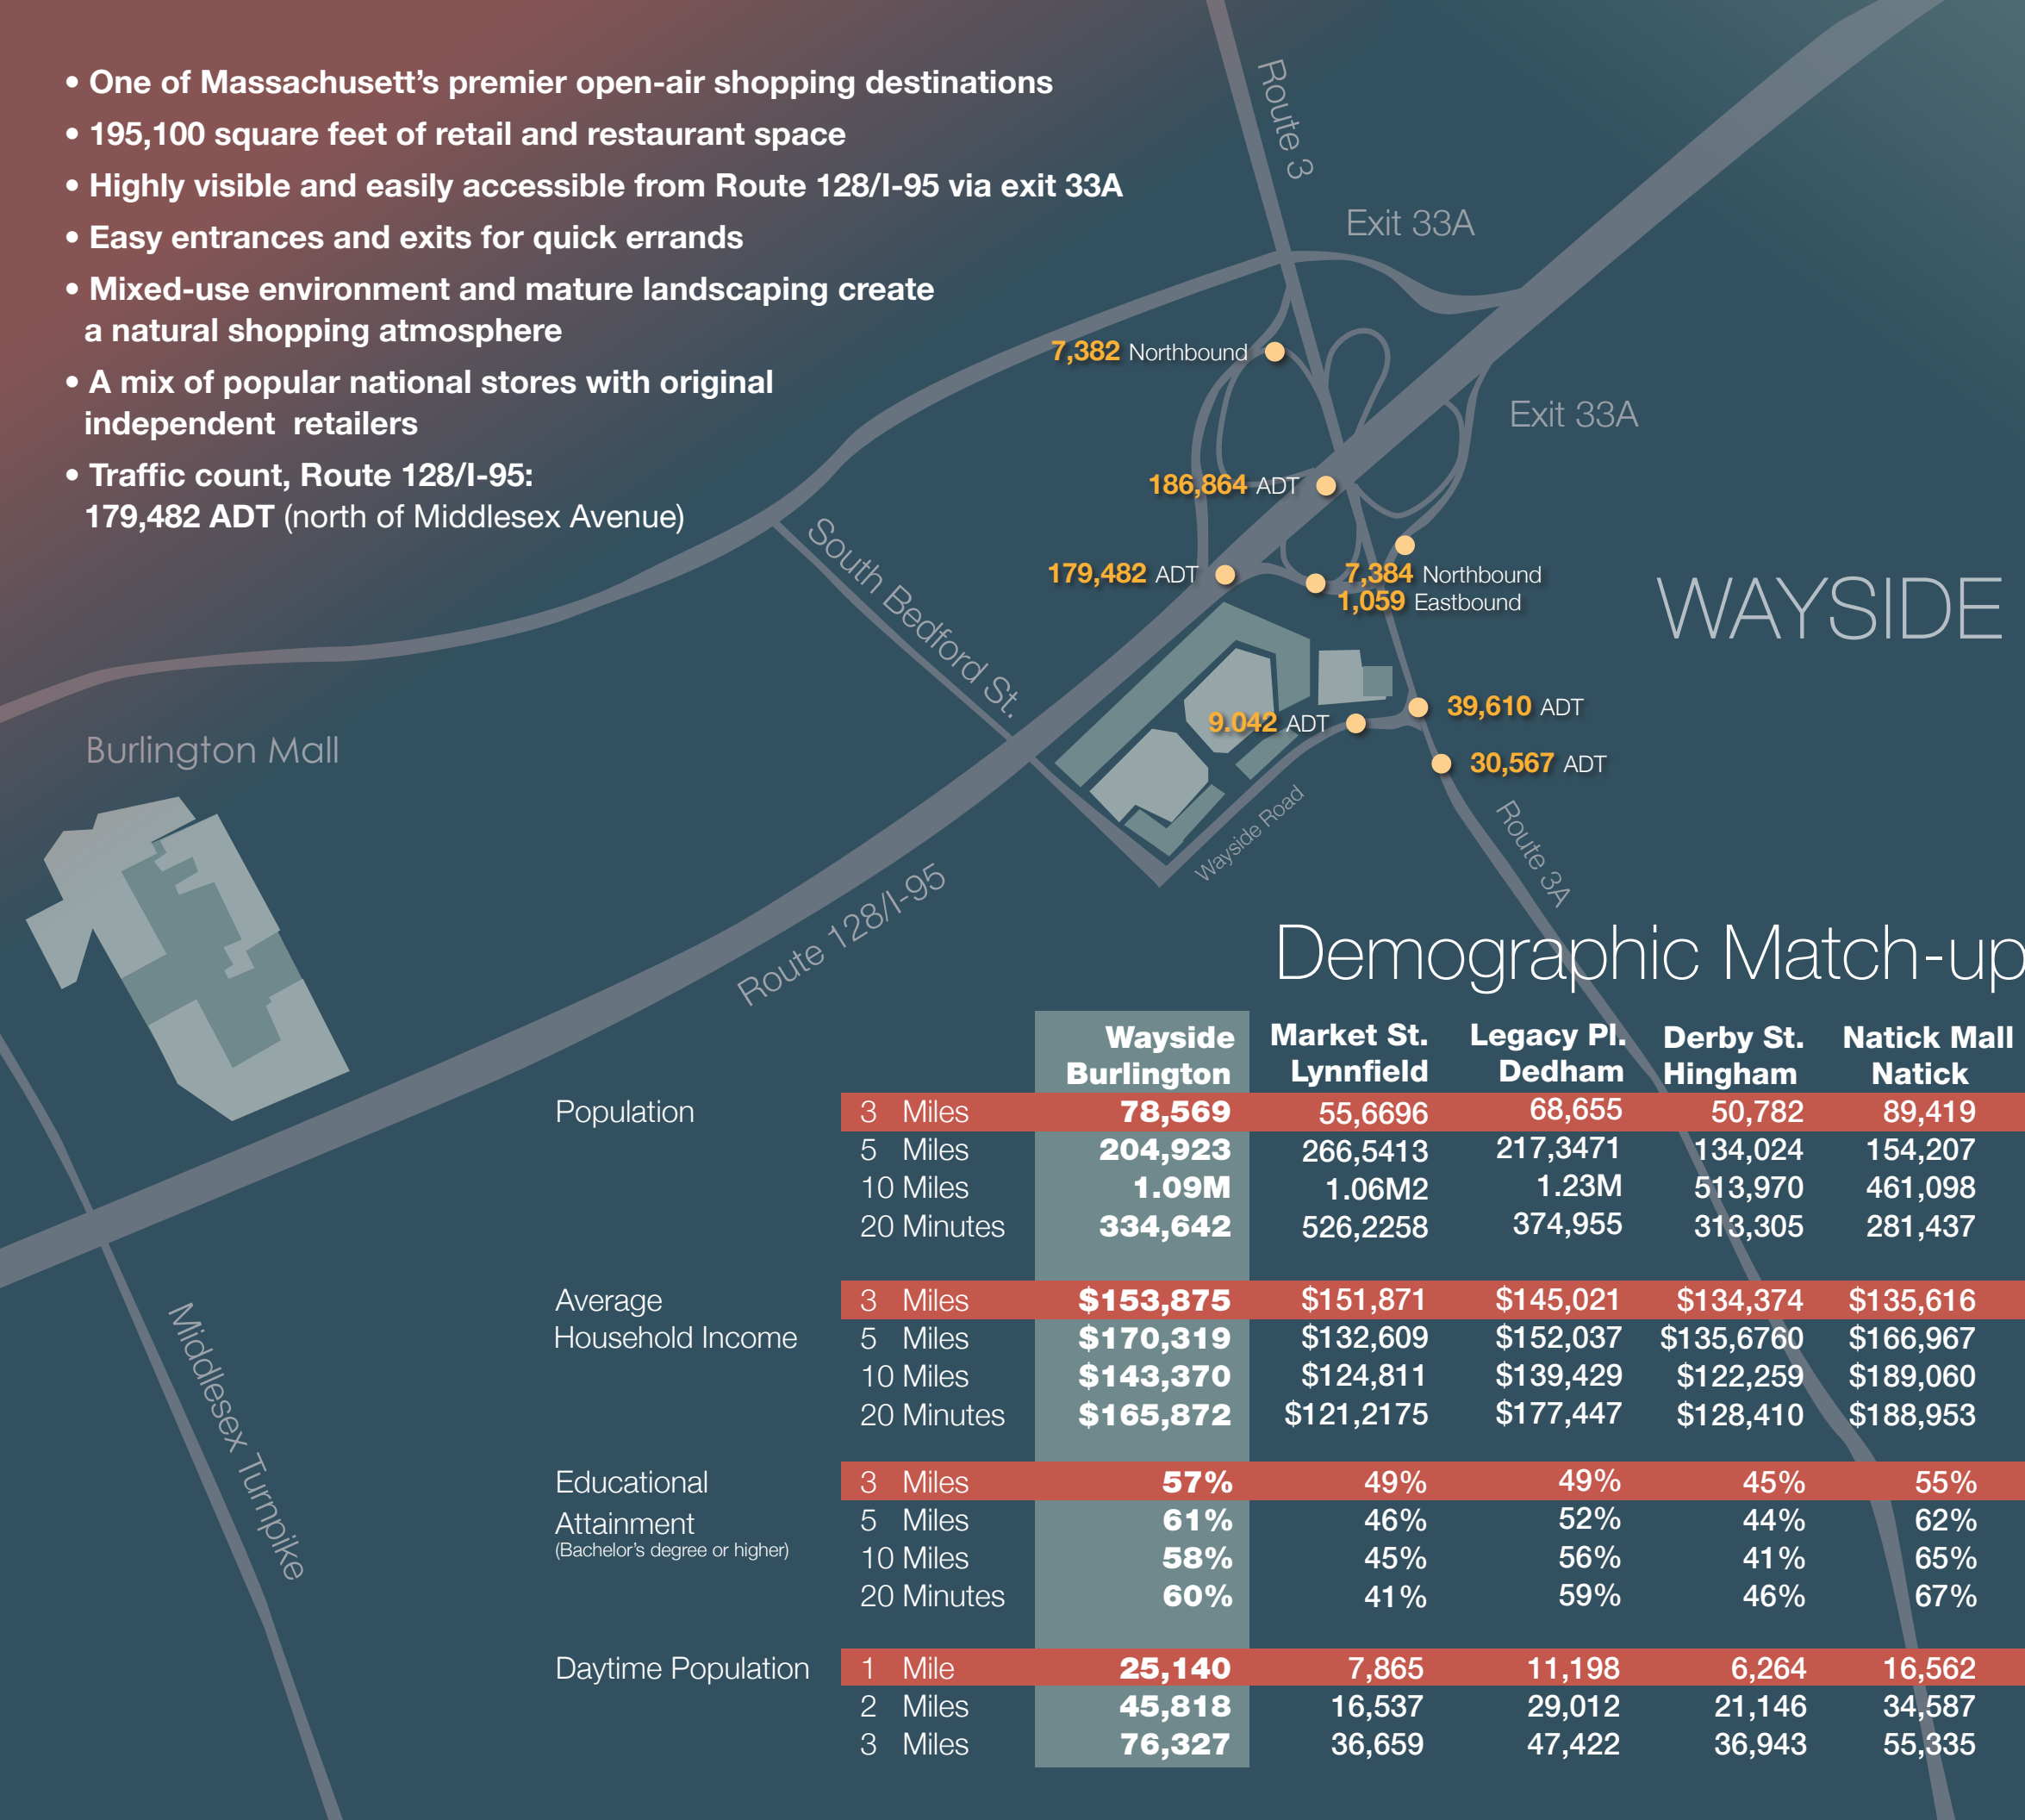 • One of Massachusett’s premier open-air shopping destinations
• 195,100 square feet of retail and restaurant space
• Highly visible and easily accessible from Route 128/I-95 via exit 33A
• Easy entrances and exits for quick errands
• Mixed-use environment and mature landscaping create
a natural shopping atmosphere
• A mix of popular national stores with original
independent retailers
• Traffic count, Route 128/I-95:
179,482 ADT (north of Middlesex Avenue)
Route 3
Exit 33A
7,382 Northbound
Exit 33A
186,864 ADT
179,482 ADT
7,384 Northbound
1,059 Eastbound
WAYSIDE
South Bedford St.
39,610 ADT
9.042 ADT
30,567 ADT
Burlington Mall
Wayside Road
Route 3A
Route 128/I-95
Middlesex Turnpike
Demographic Match-up
Wayside Market St. Legacy Pl. Derby St. Natick Mall
Burlington Lynnfield Dedham Hingham Natick
Population 3 Miles 78,569 55,6696 68,655 50,782 89,419
5 Miles 204,923 266,5413 217,3471 134,024 154,207
10 Miles 1.09M 1.06M2 1.23M 513,970 461,098
20 Minutes 334,642 526,2258 374,955 313,305 281,437
Average 3 Miles $153,875 $151,871 $145,021 $134,374 $135,616
Household Income 5 Miles $170,319 $132,609 $152,037 $135,6760 $166,967
10 Miles $143,370 $124,811 $139,429 $122,259 $189,060
20 Minutes $165,872 $121,2175 $177,447 $128,410 $188,953
Educational 3 Miles 57% 49% 49% 45% 55%
Attainment 5 Miles 61% 46% 52% 44% 62%
(Bachelor’s degree or higher) 10 Miles 58% 45% 56% 41% 65%
20 Minutes 60% 41% 59% 46% 67%
Daytime Population 1 Mile 25,140 7,865 11,198 6,264 16,562
2 Miles 45,818 16,537 29,012 21,146 34,587
3 Miles 76,327 36,659 47,422 36,943 55,335